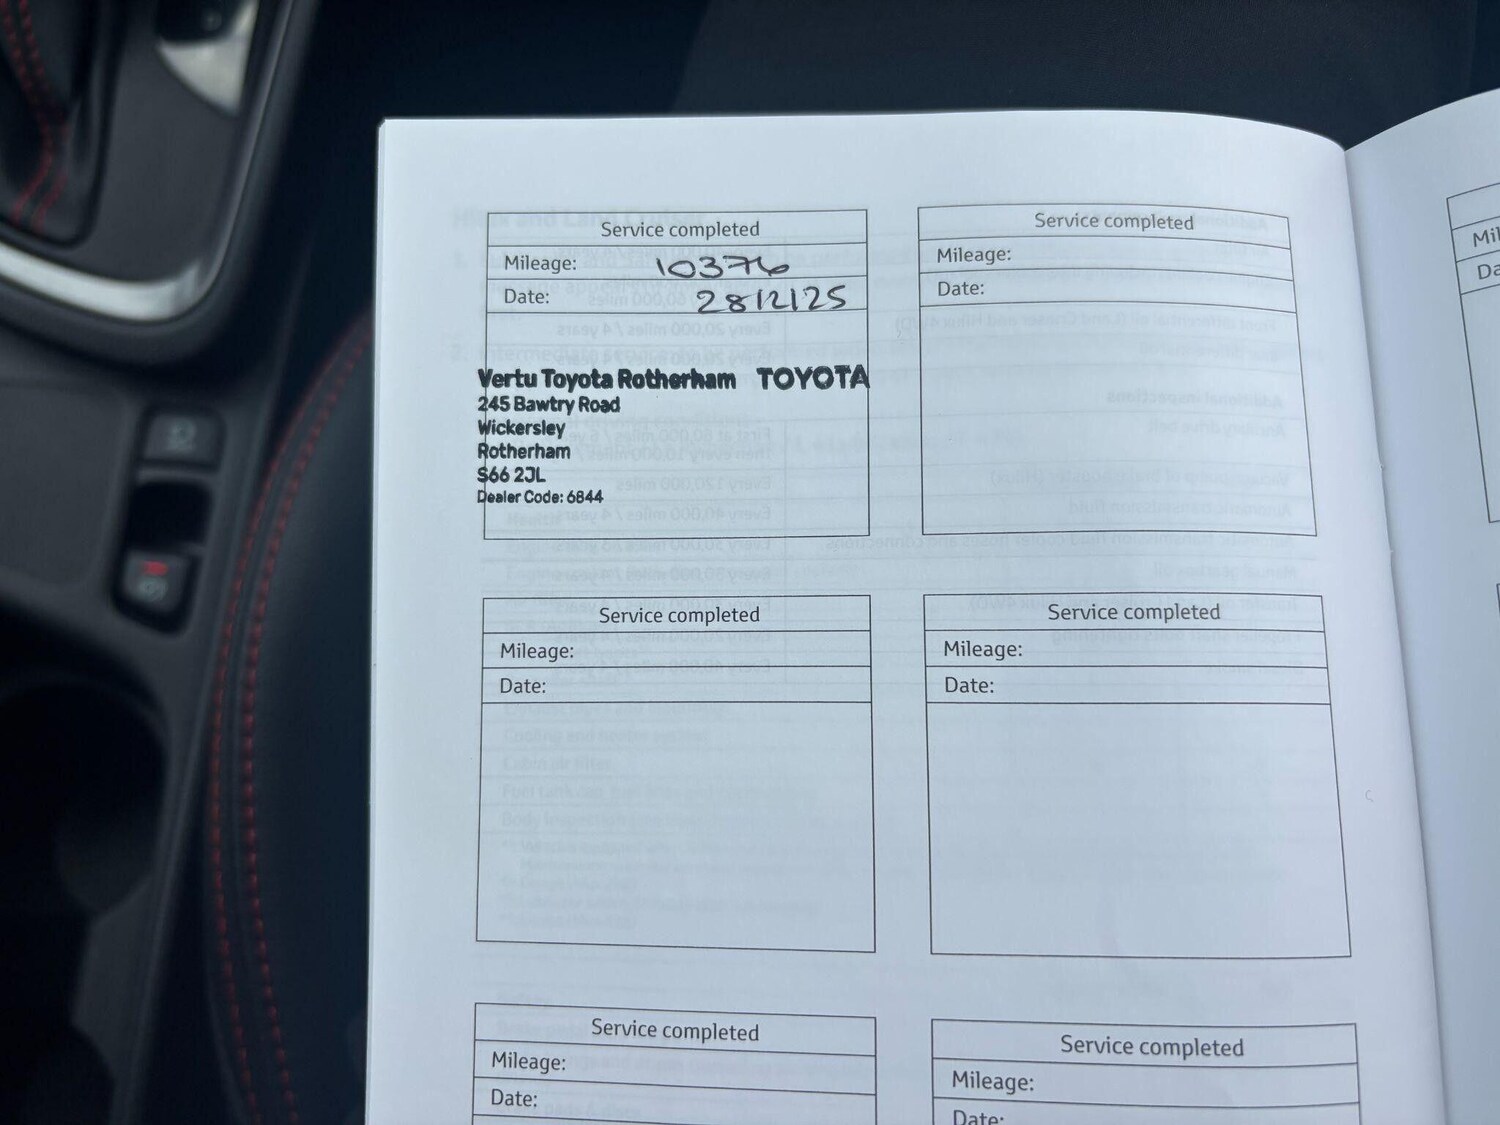 Service completed
Mileage: 10376
Date: 28/2/25
Vertu Toyota Rotherham TOYOTA
245 Bawtry Road
Wickersley
Rotherham
S66 2JL
Dealer Code: 6844
Service completed
Mileage:
Date:
Service completed
Mileage:
Date:
Service completed
Mileage:
Date:
Service completed
Mileage:
Date:
Service completed
Mileage:
Date: